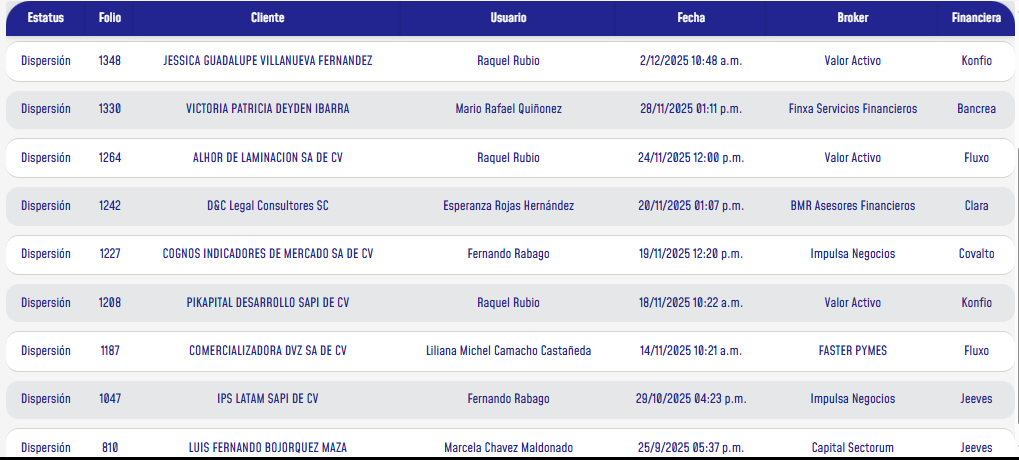 Estatus Folio Cliente Usuario Fecha Broker Financiera
Dispersión 1348 JESSICA GUADALUPE VILLANUEVA FERNANDEZ Raquel Rubio 2/12/2025 10:48 a.m. Valor Activo Konfio
Dispersión 1330 VICTORIA PATRICIA DEYDEN IBARRA Mario Rafael Quiñonez 28/11/2025 01:11 p.m. Finxa Servicios Financieros Bancrea
Dispersión 1264 ALHOR DE LAMINACION SA DE CV Raquel Rubio 24/11/2025 12:00 p.m. Valor Activo Fluxo
Dispersión 1242 D&C Legal Consultores SC Esperanza Rojas Hernández 20/11/2025 01:07 p.m. BMR Asesores Financieros Clara
Dispersión 1227 COGNOS INDICADORES DE MERCADO SA DE CV Fernando Rabago 19/11/2025 12:20 p.m. Impulsa Negocios Covalto
Dispersión 1208 PIKAPITAL DESARROLLO SAPI DE CV Raquel Rubio 18/11/2025 10:22 a.m. Valor Activo Konfio
Dispersión 1187 COMERCIALIZADORA DVZ SA DE CV Liliana Michel Camacho Castañeda 14/11/2025 10:21 a.m. FASTER PYMES Fluxo
Dispersión 1047 IPS LATAM SAPI DE CV Fernando Rabago 29/10/2025 04:23 p.m. Impulsa Negocios Jeeves
Dispersión 810 LUIS FERNANDO BOJORQUEZ MAZA Marcela Chavez Maldonado 25/9/2025 05:37 p.m. Capital Sectorum Jeeves